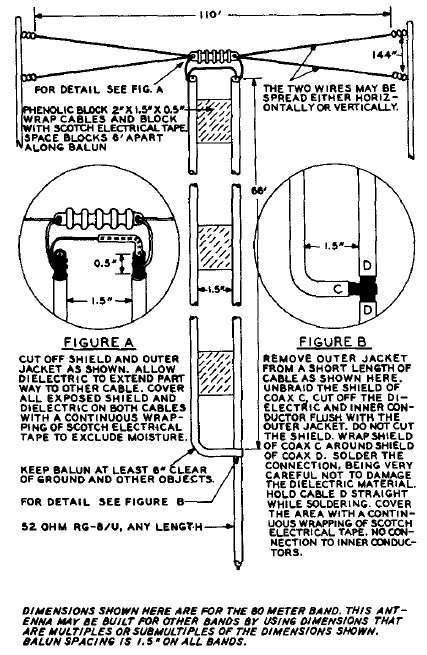 110'
144"
FOR DETAIL SEE FIG. A
THE TWO WIRES MAY BE
SPREAD EITHER HORIZ-
ONTALLY OR VERTICALLY.
PHENOLIC BLOCK 2"X1.5"X0.5"
WRAP CABLES AND BLOCK
WITH SCOTCH ELECTRICAL TAPE.
SPACE BLOCKS 6' APART
ALONG BALUN
66'
0.5"
1.5"
1.5"
1.5"
D
C
D
FIGURE A
CUT OFF SHIELD AND OUTER
JACKET AS SHOWN. ALLOW
DIELECTRIC TO EXTEND PART
WAY TO OTHER CABLE. COVER
ALL EXPOSED SHIELD AND
DIELECTRIC ON BOTH CABLES
WITH A CONTINUOUS WRAP-
PING OF SCOTCH ELECTRICAL
TAPE TO EXCLUDE MOISTURE.
FIGURE B
REMOVE OUTER JACKET
FROM A SHORT LENGTH OF
CABLE AS SHOWN HERE.
UNBRAID THE SHIELD OF
COAX C. CUT OFF THE DI-
ELECTRIC AND INNER CON-
DUCTOR FLUSH WITH THE
OUTER JACKET. DO NOT CUT
THE SHIELD. WRAP SHIELD
OF COAX C AROUND SHIELD
OF COAX D. SOLDER THE
CONNECTION, BEING VERY
CAREFUL NOT TO DAMAGE
THE DIELECTRIC MATERIAL.
HOLD CABLE D STRAIGHT
WHILE SOLDERING. COVER
THE AREA WITH A CONTIN-
UOUS WRAPPING OF SCOTCH
ELECTRICAL TAPE. NO CON-
NECTION TO INNER CONDUC-
TORS.
KEEP BALUN AT LEAST 6" CLEAR
OF GROUND AND OTHER OBJECTS.
FOR DETAIL SEE FIGURE B
52 OHM RG-8/U, ANY LENGTH
DIMENSIONS SHOWN HERE ARE FOR THE 80 METER BAND. THIS ANT-
ENNA MAY BE BUILT FOR OTHER BANDS BY USING DIMENSIONS THAT
ARE MULTIPLES OR SUBMULTIPLES OF THE DIMENSIONS SHOWN.
BALUN SPACING IS 1.5" ON ALL BANDS.